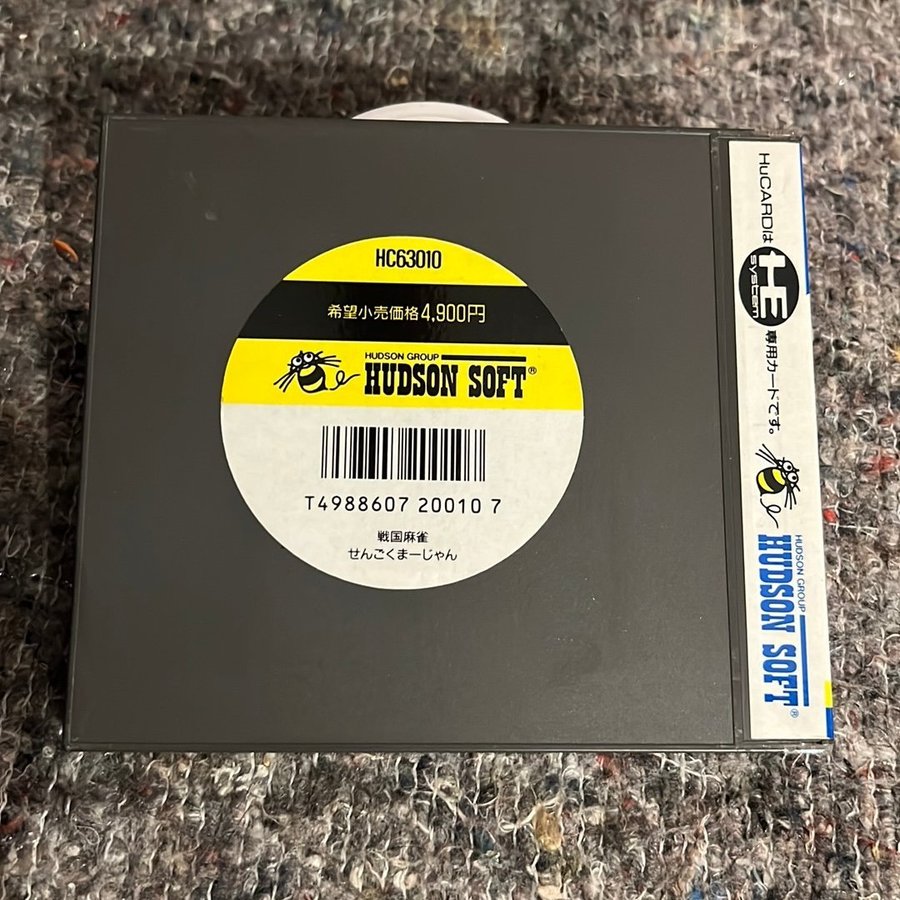 HC63010
希望小売価格4,900円
HUDSON GROUP
HUDSON SOFT®
T4988607 20010 7
戦国麻雀
せんごくまーじゃん
HuCARDは HE system 専用カードです。
HUDSON GROUP
HUDSON SOFT®